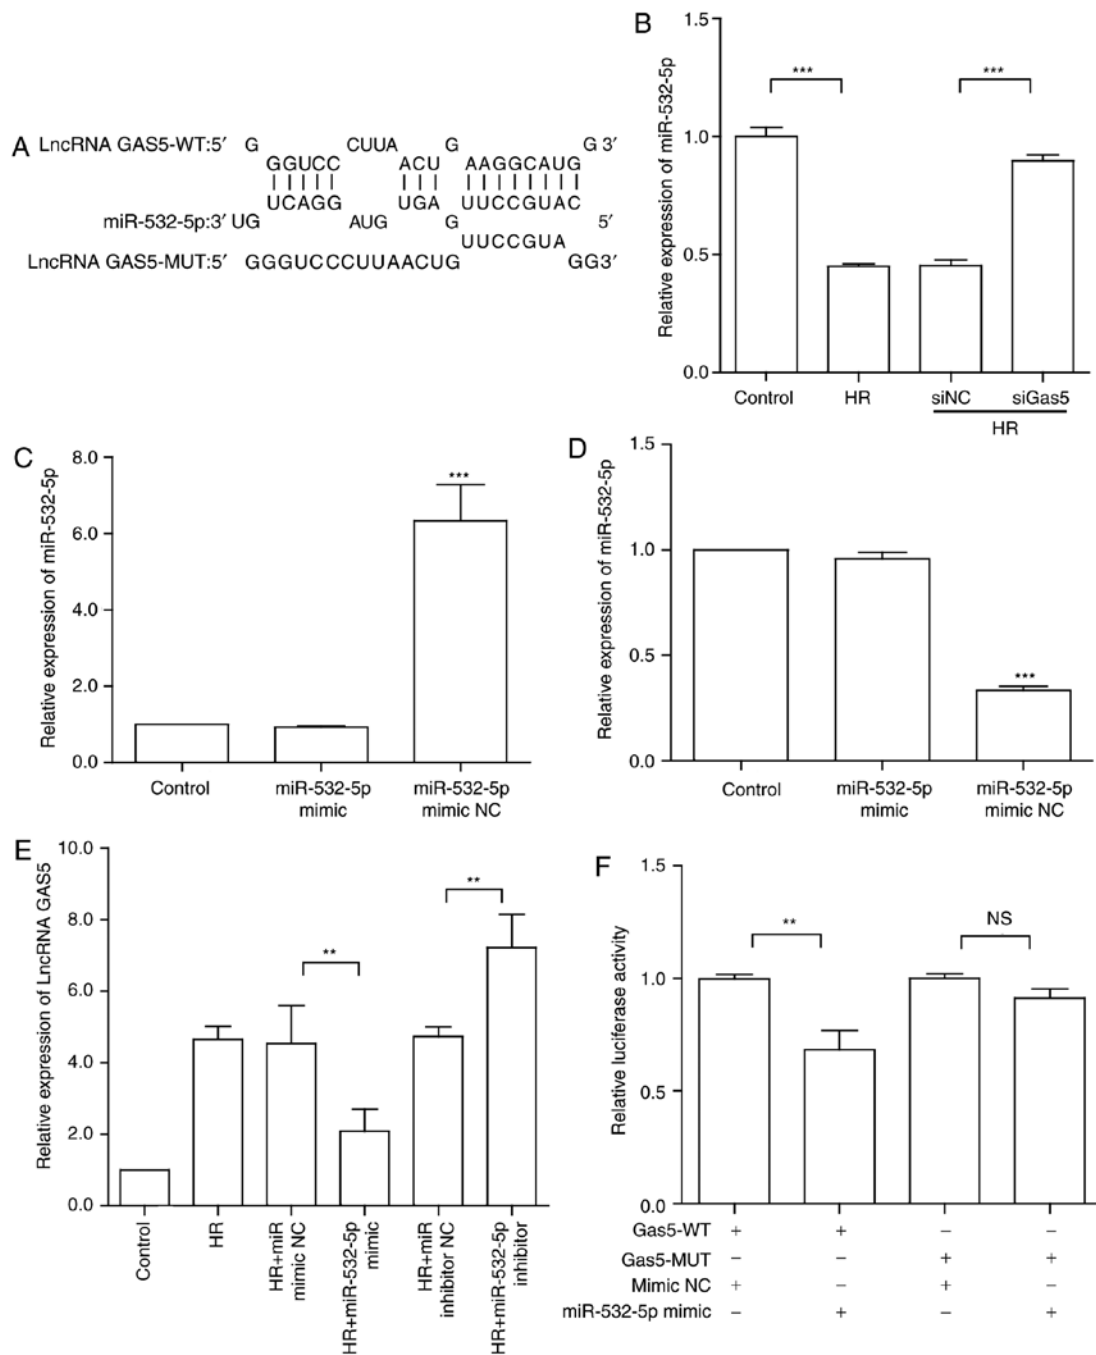 A
LncRNA GAS5-WT:5′ G CUUA G G 3′
GGUCC ACU AAGGCAUG
UCAGG UGA UUCCGUAC
miR-532-5p:3′ UG AUG G 5′
UUCCGUA
LncRNA GAS5-MUT:5′ GGGUCCCUUAACUG GG3′
B
Relative expression of miR-532-5p
1.5
1.0
0.5
0.0
***
***
Control HR siNC siGas5
HR
C
Relative expression of miR-532-5p
8.0
6.0
4.0
2.0
0.0
***
Control miR-532-5p miR-532-5p
mimic mimic NC
D
Relative expression of miR-532-5p
1.5
1.0
0.5
0.0
***
Control miR-532-5p miR-532-5p
mimic mimic NC
E
Relative expression of LncRNA GAS5
10.0
8.0
6.0
4.0
2.0
0.0
**
**
Control
HR
HR+miR
mimic NC
HR+miR-532-5p
mimic
HR+miR
inhibitor NC
HR+miR-532-5p
inhibitor
F
Relative luciferase activity
1.5
1.0
0.5
0.0
**
NS
Gas5-WT + + − −
Gas5-MUT − − + +
Mimic NC + − + −
miR-532-5p mimic − + − +